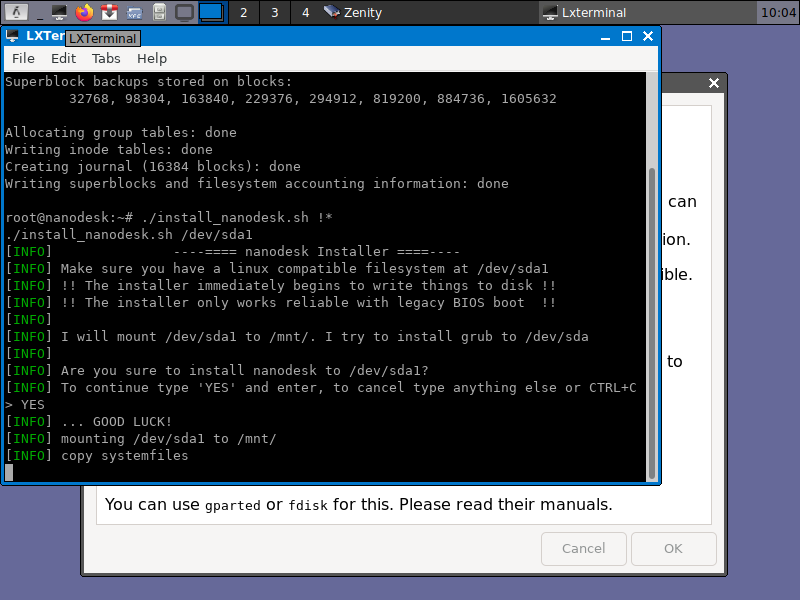 2 3 4 Zenity Lxterminal 10:04
LXTer
LXTerminal
File Edit Tabs Help
Superblock backups stored on blocks:
32768, 98304, 163840, 229376, 294912, 819200, 884736, 1605632
Allocating group tables: done
Writing inode tables: done
Creating journal (16384 blocks): done
Writing superblocks and filesystem accounting information: done
root@nanodesk:~# ./install_nanodesk.sh !*
./install_nanodesk.sh /dev/sda1
[INFO] ----==== nanodesk Installer ====----
[INFO] Make sure you have a linux compatible filesystem at /dev/sda1
[INFO] !! The installer immediately begins to write things to disk !!
[INFO] !! The installer only works reliable with legacy BIOS boot !!
[INFO]
[INFO] I will mount /dev/sda1 to /mnt/. I try to install grub to /dev/sda
[INFO]
[INFO] Are you sure to install nanodesk to /dev/sda1?
[INFO] To continue type 'YES' and enter, to cancel type anything else or CTRL+C
> YES
[INFO] ... GOOD LUCK!
[INFO] mounting /dev/sda1 to /mnt/
[INFO] copy systemfiles
can
ion.
ible.
to
You can use gparted or fdisk for this. Please read their manuals.
Cancel OK